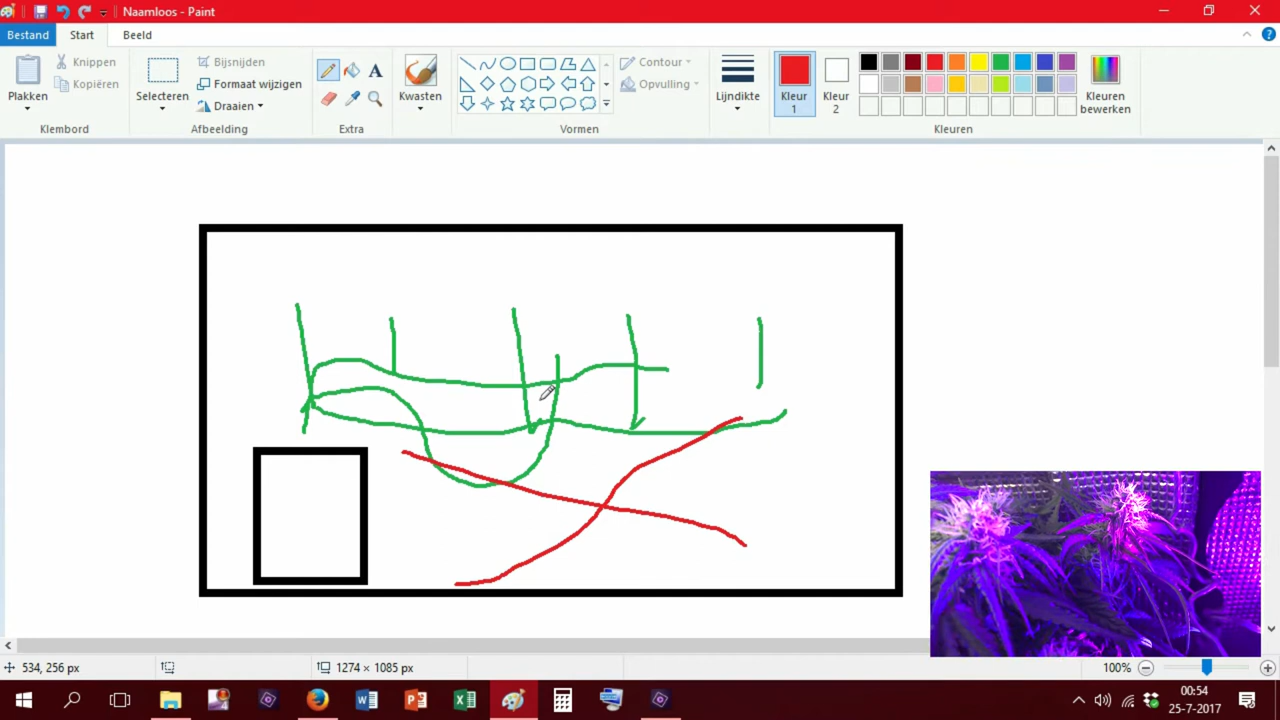 Naamloos - Paint
Bestand Start Beeld
Plakken
Knippen
Kopiëren
Klembord
Selecteren
Bijsnijden
Formaat wijzigen
Draaien
Afbeelding
A
Extra
Kwasten
Contour
Opvulling
Vormen
Lijndikte
Kleur
1
Kleur
2
Kleuren
bewerken
Kleuren
534, 256 px
1274 × 1085 px
100%
00:54
25-7-2017